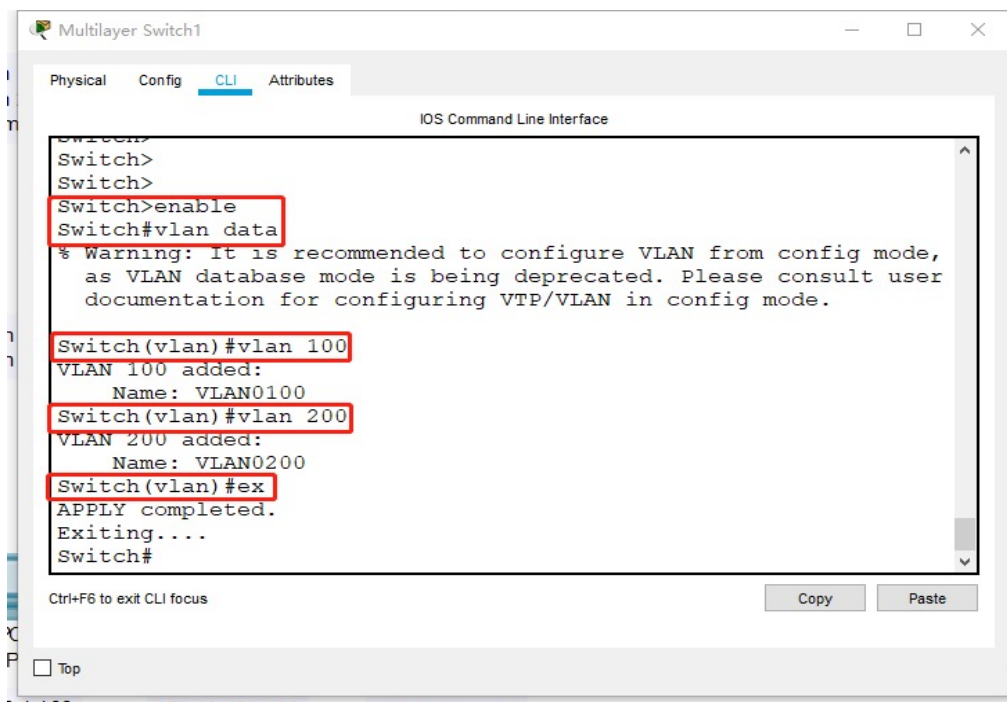 Multilayer Switch1
Physical Config CLI Attributes
IOS Command Line Interface
Switch>
Switch>
Switch>enable
Switch#vlan data
% Warning: It is recommended to configure VLAN from config mode,
as VLAN database mode is being deprecated. Please consult user
documentation for configuring VTP/VLAN in config mode.
Switch(vlan)#vlan 100
VLAN 100 added:
Name: VLAN0100
Switch(vlan)#vlan 200
VLAN 200 added:
Name: VLAN0200
Switch(vlan)#ex
APPLY completed.
Exiting....
Switch#
Ctrl+F6 to exit CLI focus
Copy Paste
Top